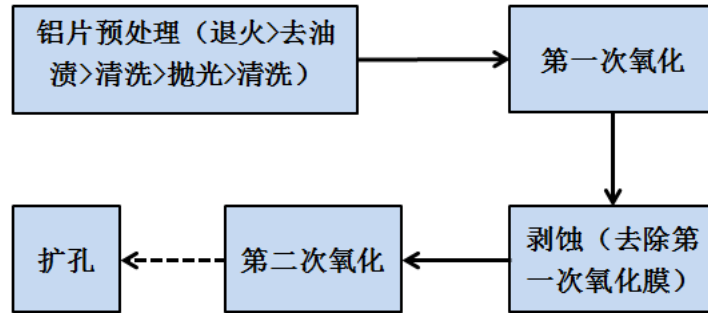 铝片预处理（退火>去油
渍>清洗>抛光>清洗）
第一次氧化
剥蚀（去除第
一次氧化膜）
第二次氧化
扩孔